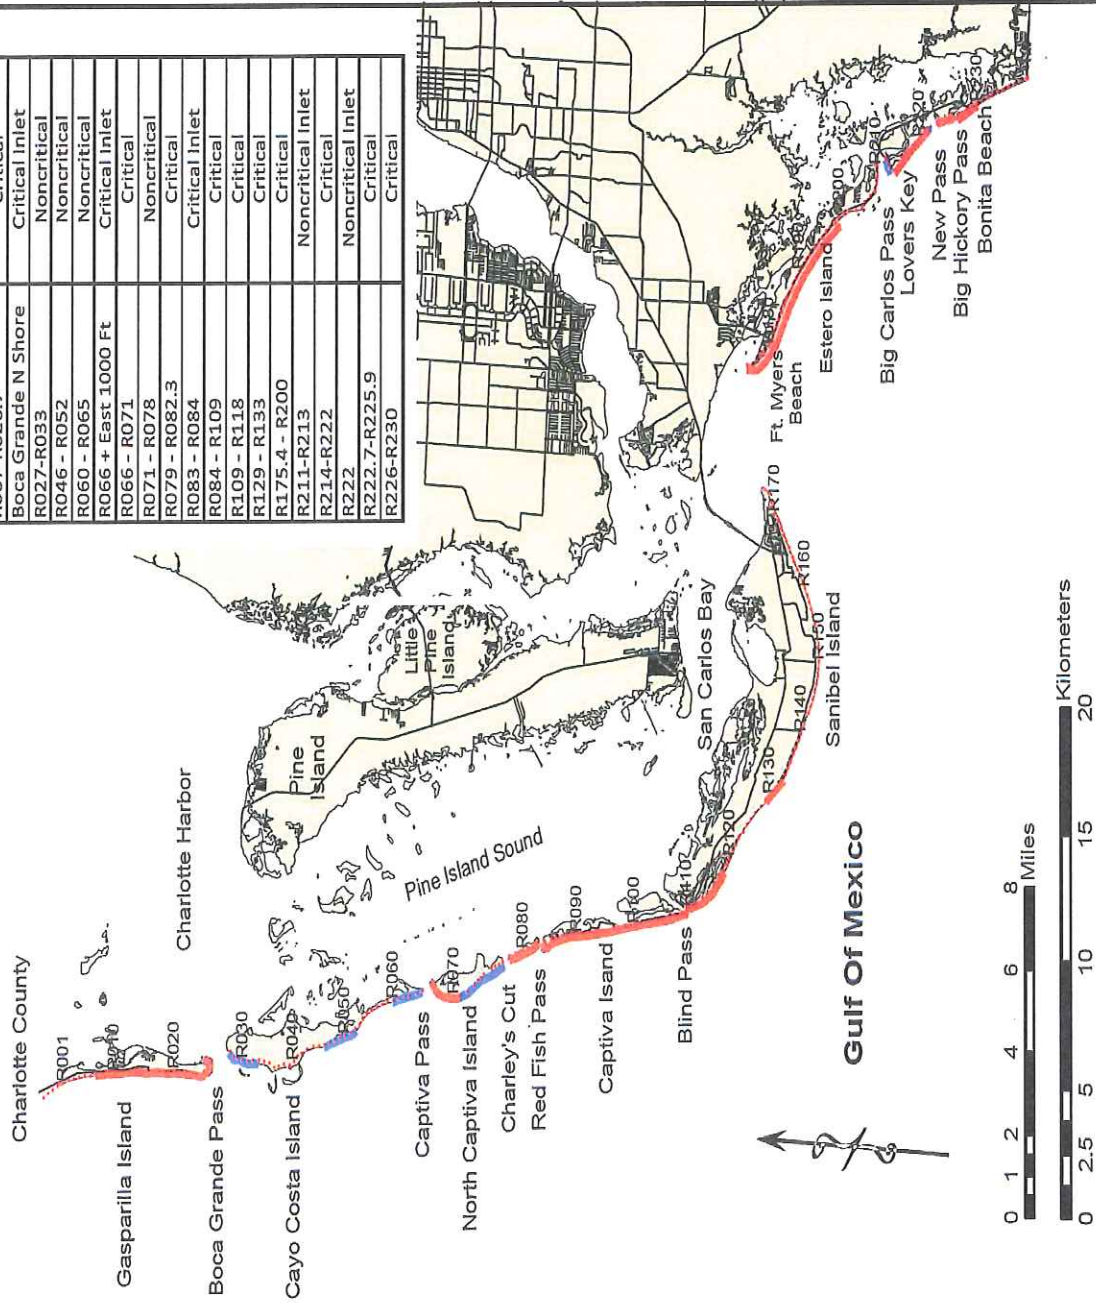 Boca Grande N Shore Critical Inlet
R027-R033 Noncritical
R046 - R052 Noncritical
R060 - R065 Noncritical
R066 + East 1000 Ft Critical Inlet
R066 - R071 Critical
R071 - R078 Noncritical
R079 - R082.3 Critical
R083 - R084 Critical Inlet
R084 - R109 Critical
R109 - R118 Critical
R129 - R133 Critical
R175.4 - R200 Critical
R211-R213 Noncritical Inlet
R214-R222 Critical
R222 Noncritical Inlet
R222.7-R225.9 Critical
R226-R230 Critical
Charlotte County
R001
R010
R020
Gasparilla Island
Charlotte Harbor
Boca Grande Pass
R030
R040
R050
R060
Cayo Costa Island
Pine
Island
Little
Pine
Island
Pine Island Sound
Captiva Pass
R070
North Captiva Island
Charley's Cut
R080
Red Fish Pass
R090
R100
Captiva Island
Blind Pass
R110
San Carlos Bay
R120
R130
R140
R150
R160
R170
Sanibel Island
Ft. Myers
Beach
R180
R190
R200
Estero Island
R210
Big Carlos Pass
Lovers Key
R220
New Pass
Big Hickory Pass
R230
Bonita Beach
Gulf Of Mexico
0 1 2 4 6 8 Miles
0 2.5 5 10 15 20 Kilometers